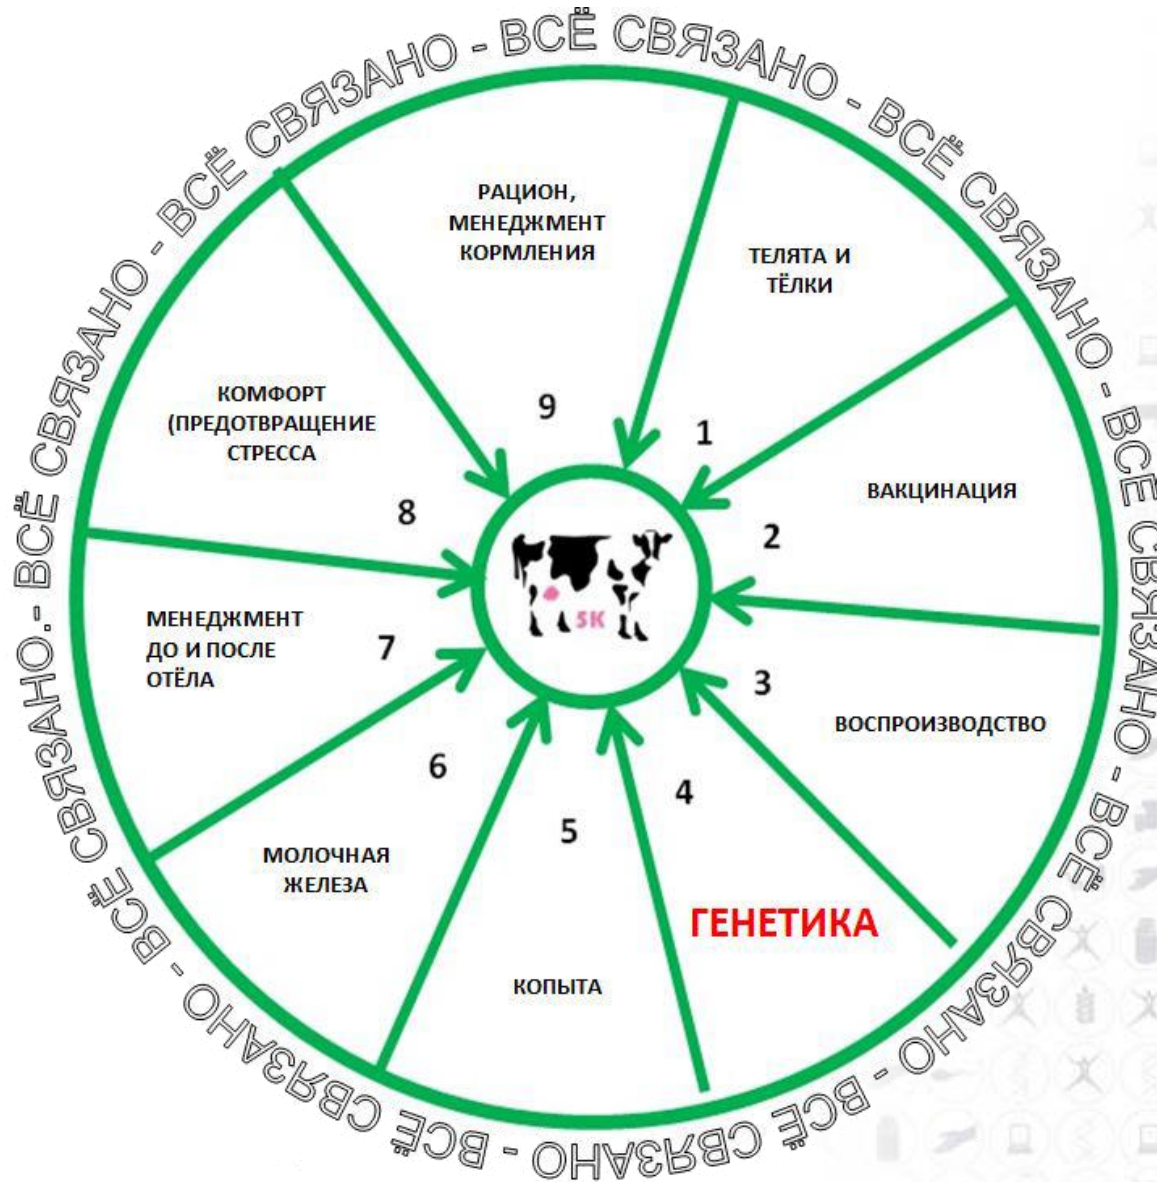 ВСЁ СВЯЗАНО - ВСЁ СВЯЗАНО - ВСЁ СВЯЗАНО - ВСЁ СВЯЗАНО - ВСЁ СВЯЗАНО - ВСЁ СВЯЗАНО - ВСЁ СВЯЗАНО - ВСЁ СВЯЗАНО - ВСЁ СВЯЗАНО.-
РАЦИОН,
МЕНЕДЖМЕНТ
КОРМЛЕНИЯ
9
ТЕЛЯТА И
ТЁЛКИ
1
ВАКЦИНАЦИЯ
2
ВОСПРОИЗВОДСТВО
3
ГЕНЕТИКА
4
КОПЫТА
5
МОЛОЧНАЯ
ЖЕЛЕЗА
6
МЕНЕДЖМЕНТ
ДО И ПОСЛЕ
ОТЁЛА
7
КОМФОРТ
(ПРЕДОТВРАЩЕНИЕ
СТРЕССА
8
5К